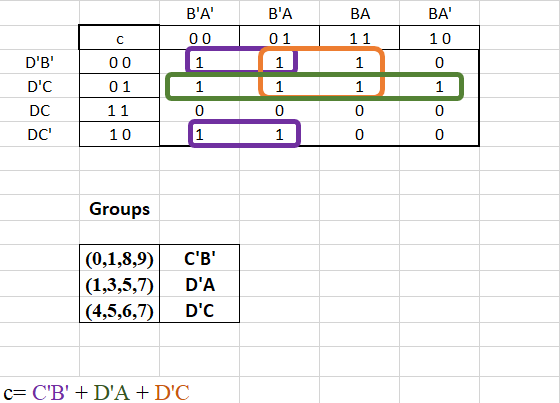 B'A' B'A BA BA'
c 0 0 0 1 1 1 1 0
D'B' 0 0 1 1 1 0
D'C 0 1 1 1 1 1
DC 1 1 0 0 0 0
DC' 1 0 1 1 0 0
Groups
(0,1,8,9) C'B'
(1,3,5,7) D'A
(4,5,6,7) D'C
c= C'B' + D'A + D'C